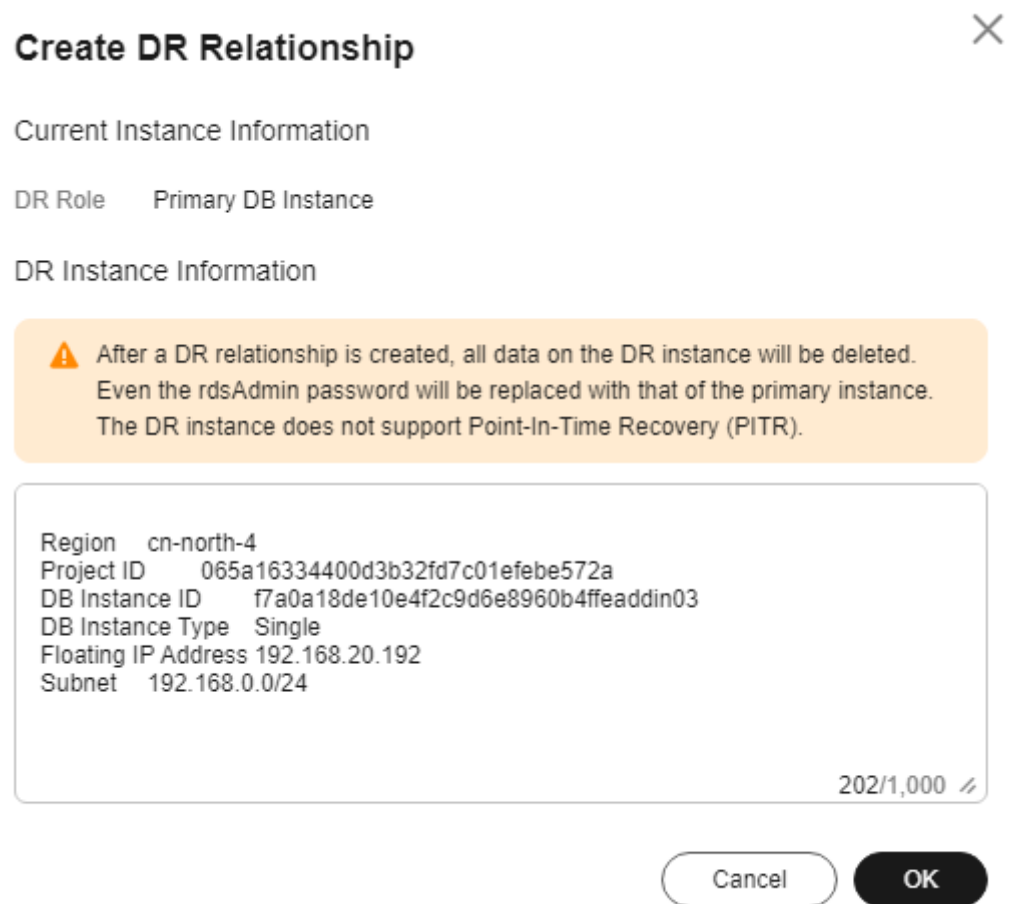 Create DR Relationship
Current Instance Information
DR Role Primary DB Instance
DR Instance Information
After a DR relationship is created, all data on the DR instance will be deleted.
Even the rdsAdmin password will be replaced with that of the primary instance.
The DR instance does not support Point-In-Time Recovery (PITR).
Region cn-north-4
Project ID 065a16334400d3b32fd7c01efebe572a
DB Instance ID f7a0a18de10e4f2c9d6e8960b4ffeaddin03
DB Instance Type Single
Floating IP Address 192.168.20.192
Subnet 192.168.0.0/24
202/1,000
Cancel OK